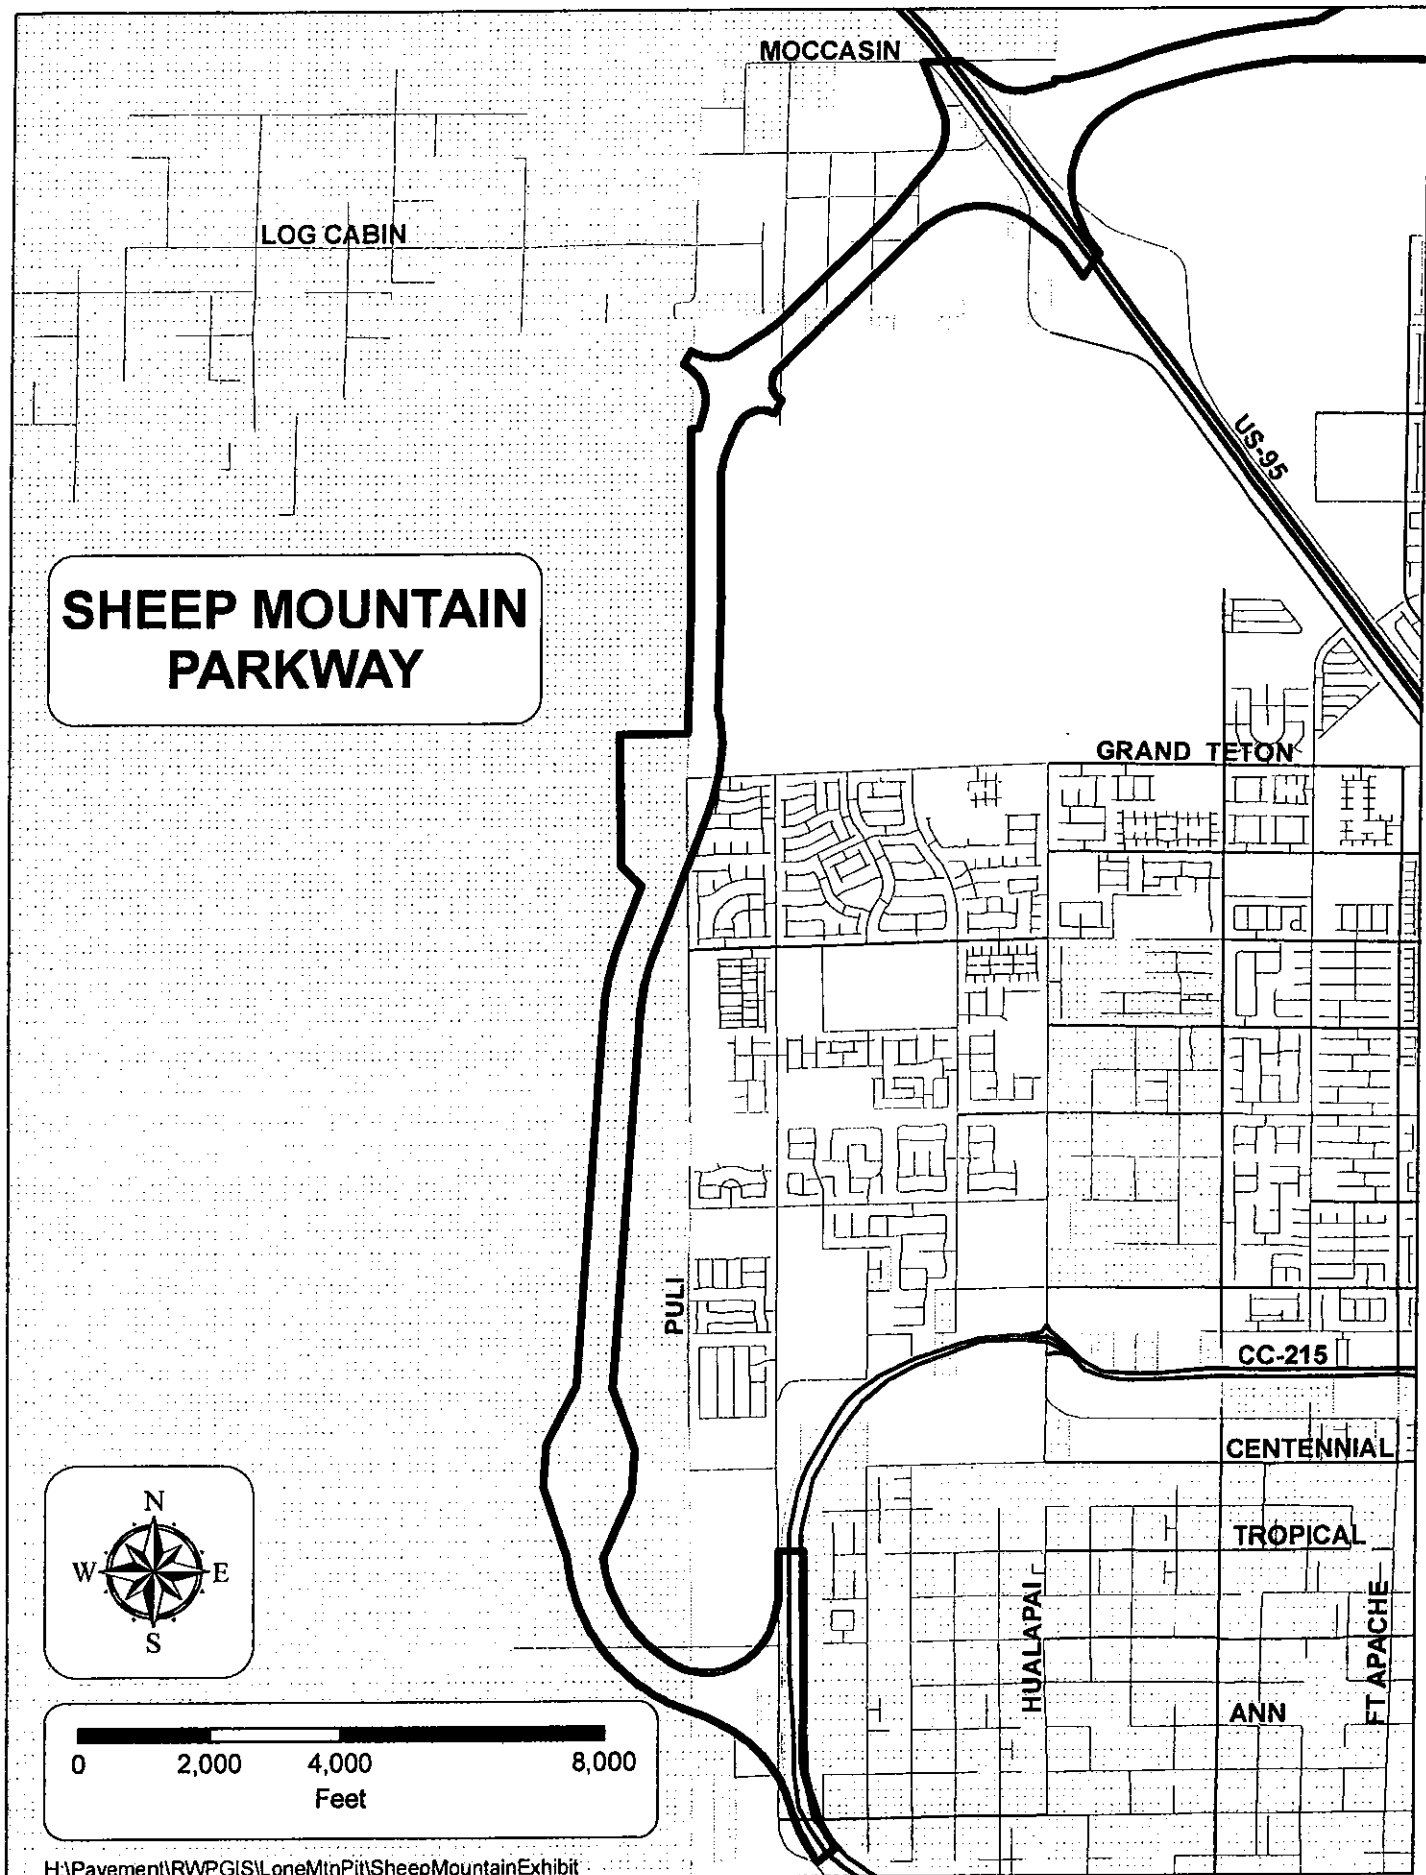 MOCCASIN
LOG CABIN
US-95
SHEEP MOUNTAIN
PARKWAY
GRAND TETON
PULI
CC-215
CENTENNIAL
TROPICAL
HUALAPAI
FT APACHE
ANN
N
W E
S
0 2,000 4,000 8,000
Feet
H:\Pavement\RWPGIS\LoneMtnPit\SheepMountainExhibit